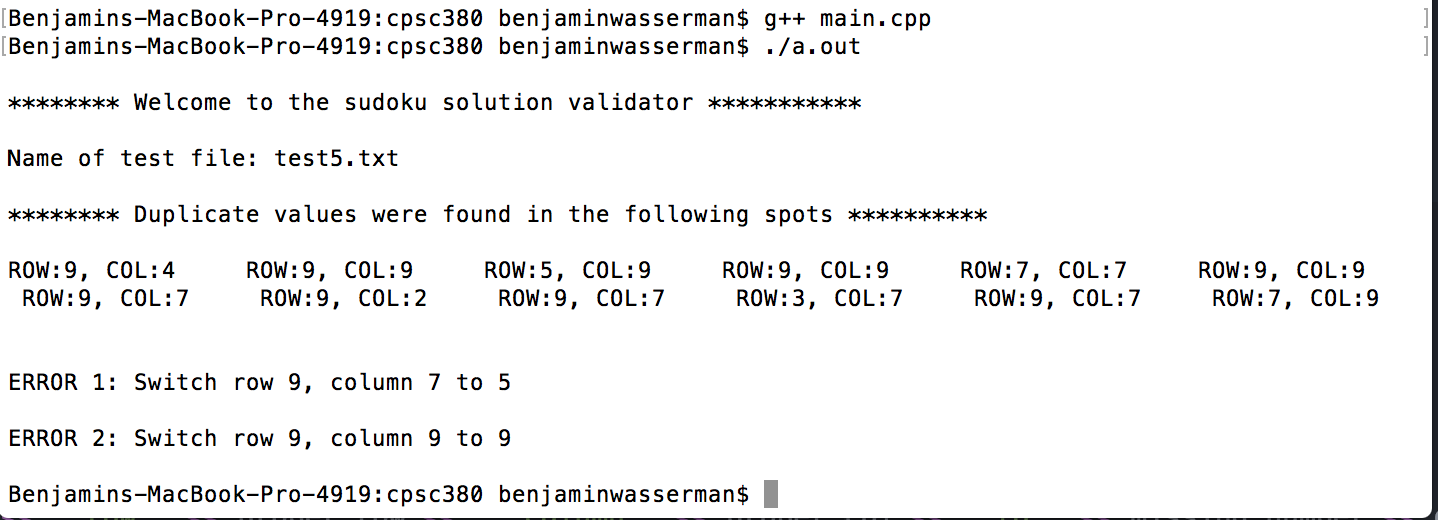 [Benjamins-MacBook-Pro-4919:cpsc380 benjaminwasserman$ g++ main.cpp ]
[Benjamins-MacBook-Pro-4919:cpsc380 benjaminwasserman$ ./a.out ]
******** Welcome to the sudoku solution validator ***********
Name of test file: test5.txt
******** Duplicate values were found in the following spots **********
ROW:9, COL:4     ROW:9, COL:9     ROW:5, COL:9     ROW:9, COL:9     ROW:7, COL:7     ROW:9, COL:9
ROW:9, COL:7     ROW:9, COL:2     ROW:9, COL:7     ROW:3, COL:7     ROW:9, COL:7     ROW:7, COL:9
ERROR 1: Switch row 9, column 7 to 5
ERROR 2: Switch row 9, column 9 to 9
Benjamins-MacBook-Pro-4919:cpsc380 benjaminwasserman$